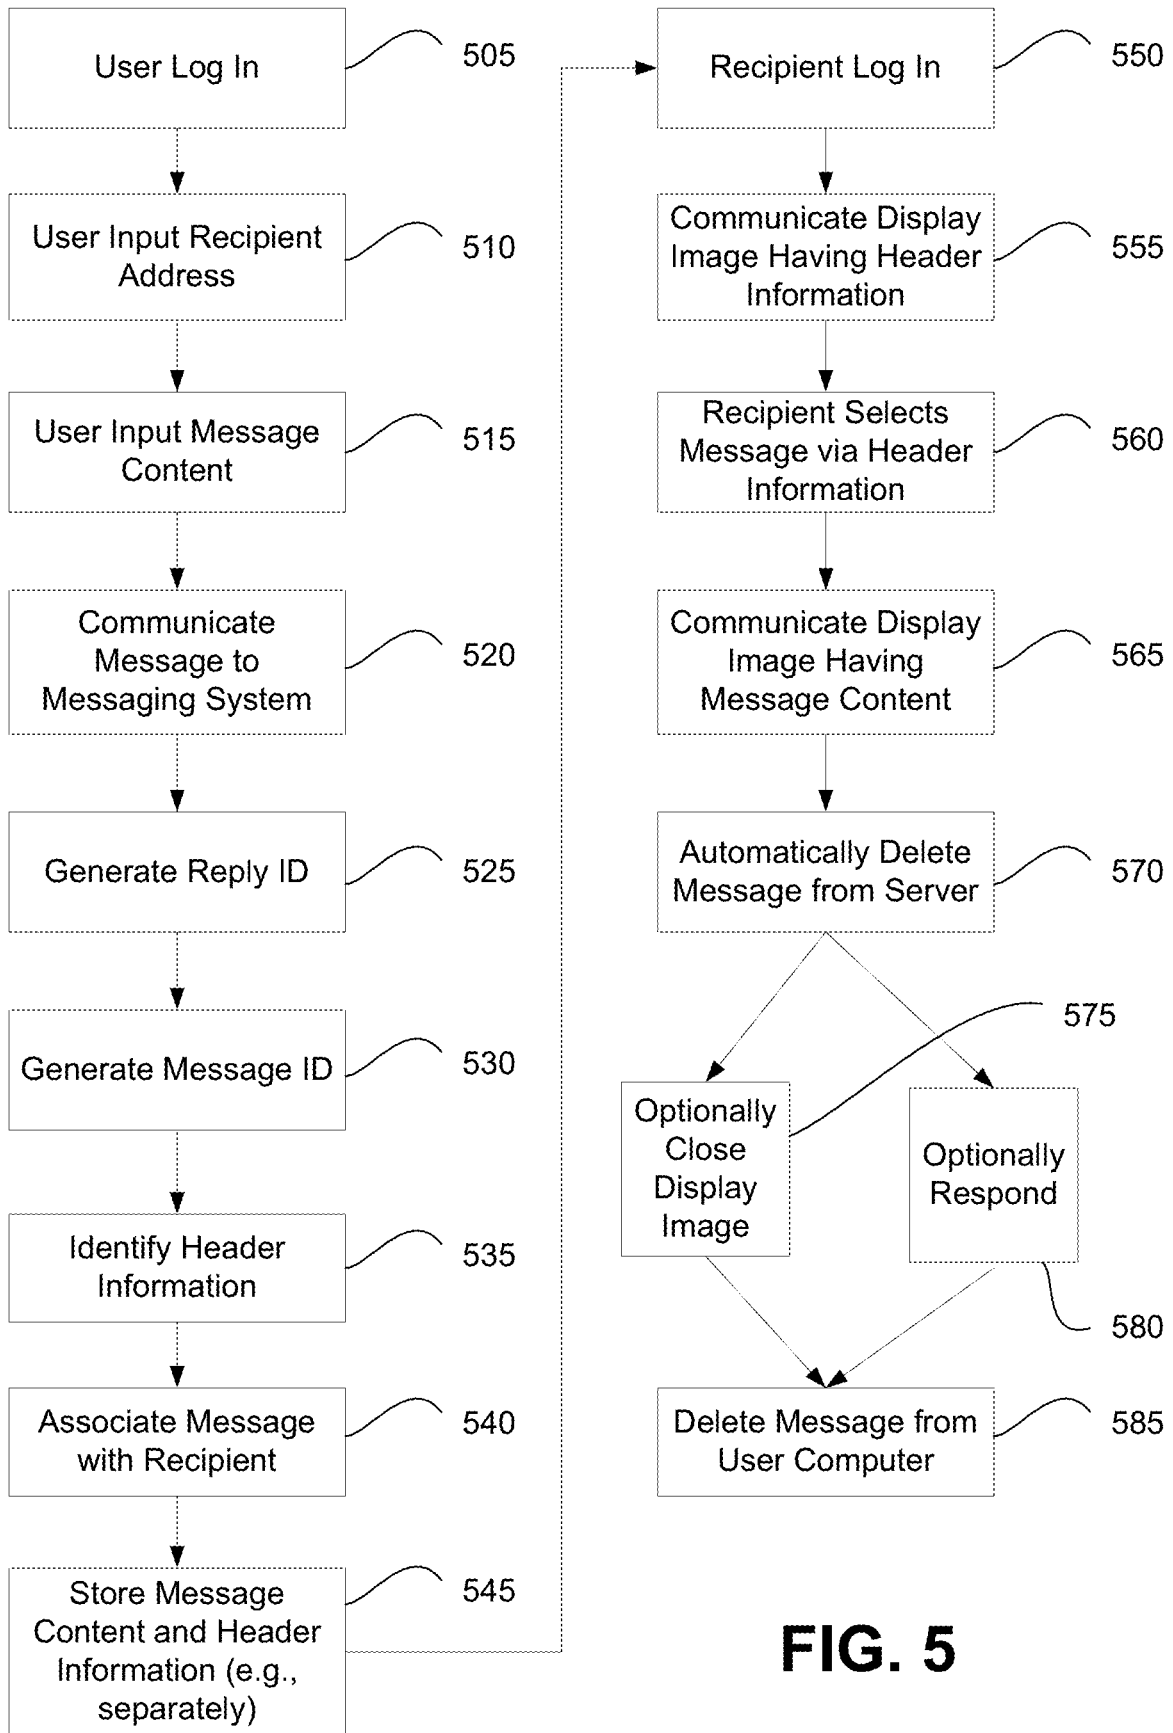 User Log In
505
User Input Recipient
Address
510
User Input Message
Content
515
Communicate
Message to
Messaging System
520
Generate Reply ID
525
Generate Message ID
530
Identify Header
Information
535
Associate Message
with Recipient
540
Store Message
Content and Header
Information (e.g.,
separately)
545
Recipient Log In
550
Communicate Display
Image Having Header
Information
555
Recipient Selects
Message via Header
Information
560
Communicate Display
Image Having
Message Content
565
Automatically Delete
Message from Server
570
Optionally
Close
Display
Image
575
Optionally
Respond
580
Delete Message from
User Computer
585
FIG. 5